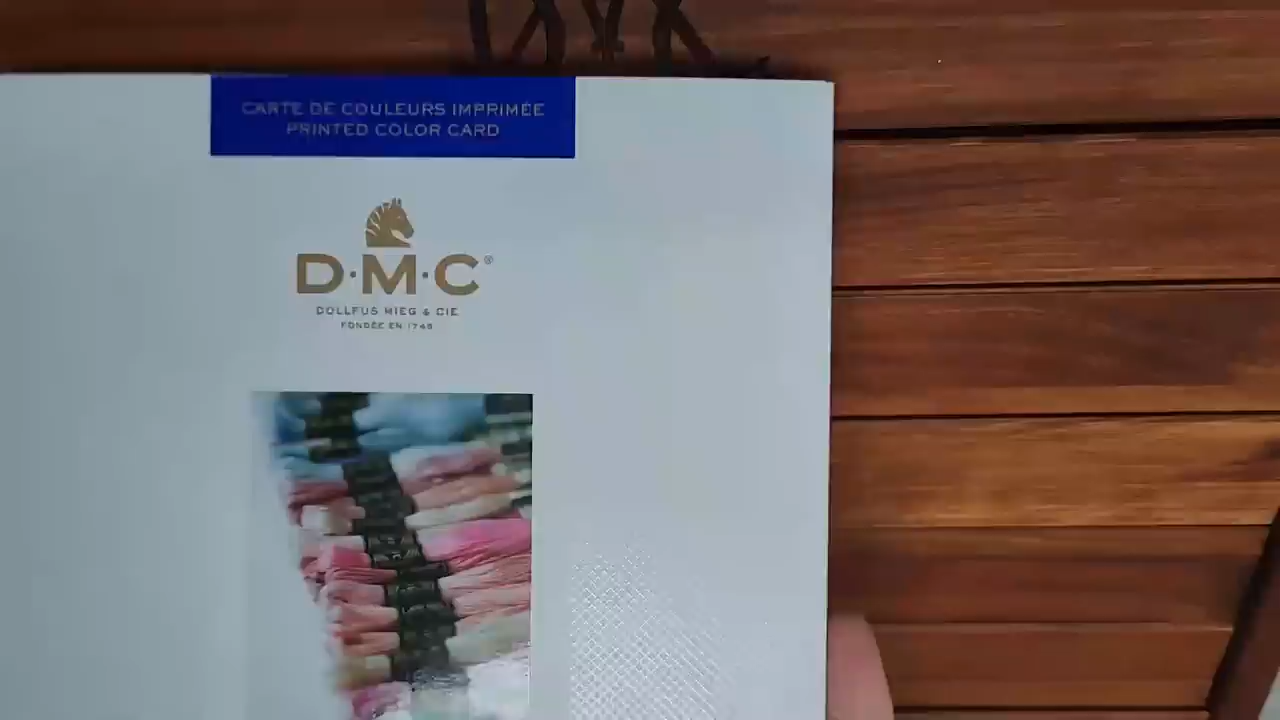 CARTE DE COULEURS IMPRIMÉE
PRINTED COLOR CARD
D·M·C®
DOLLFUS MIEG & CIE
FONDÉE EN 1746